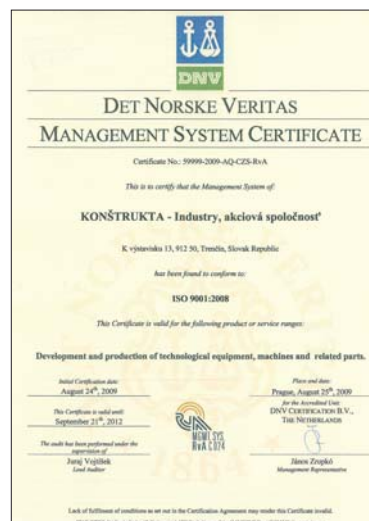 DNV
DET NORSKE VERITAS
MANAGEMENT SYSTEM CERTIFICATE
Certificate No.: 59999-2009-AQ-CZS-RvA
This is to certify that the Management System of:
KONŠTRUKTA - Industry, akciová spoločnosť
K výstavisku 13, 912 50, Trenčín, Slovak Republic
has been found to conform to:
ISO 9001:2008
This Certificate is valid for the following product or service ranges:
Development and production of technological equipment, machines and related parts.
Initial Certification date:
August 24th, 2009
This Certificate is valid until:
September 21th, 2012
The audit has been performed under the
supervision of
Juraj Vojtíšek
Lead Auditor
MGMT. SYS.
RvA C 024
Place and date:
Prague, August 25th, 2009
for the Accredited Unit:
DNV CERTIFICATION B.V.,
THE NETHERLANDS
János Zrupkó
Management Representative
Lack of fulfilment of conditions as set out in the Certification Agreement may render this Certificate invalid.